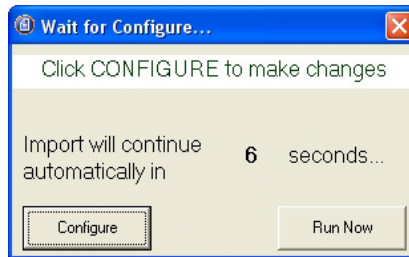 Wait for Configure...
Click CONFIGURE to make changes
Import will continue
automatically in 6 seconds...
Configure Run Now